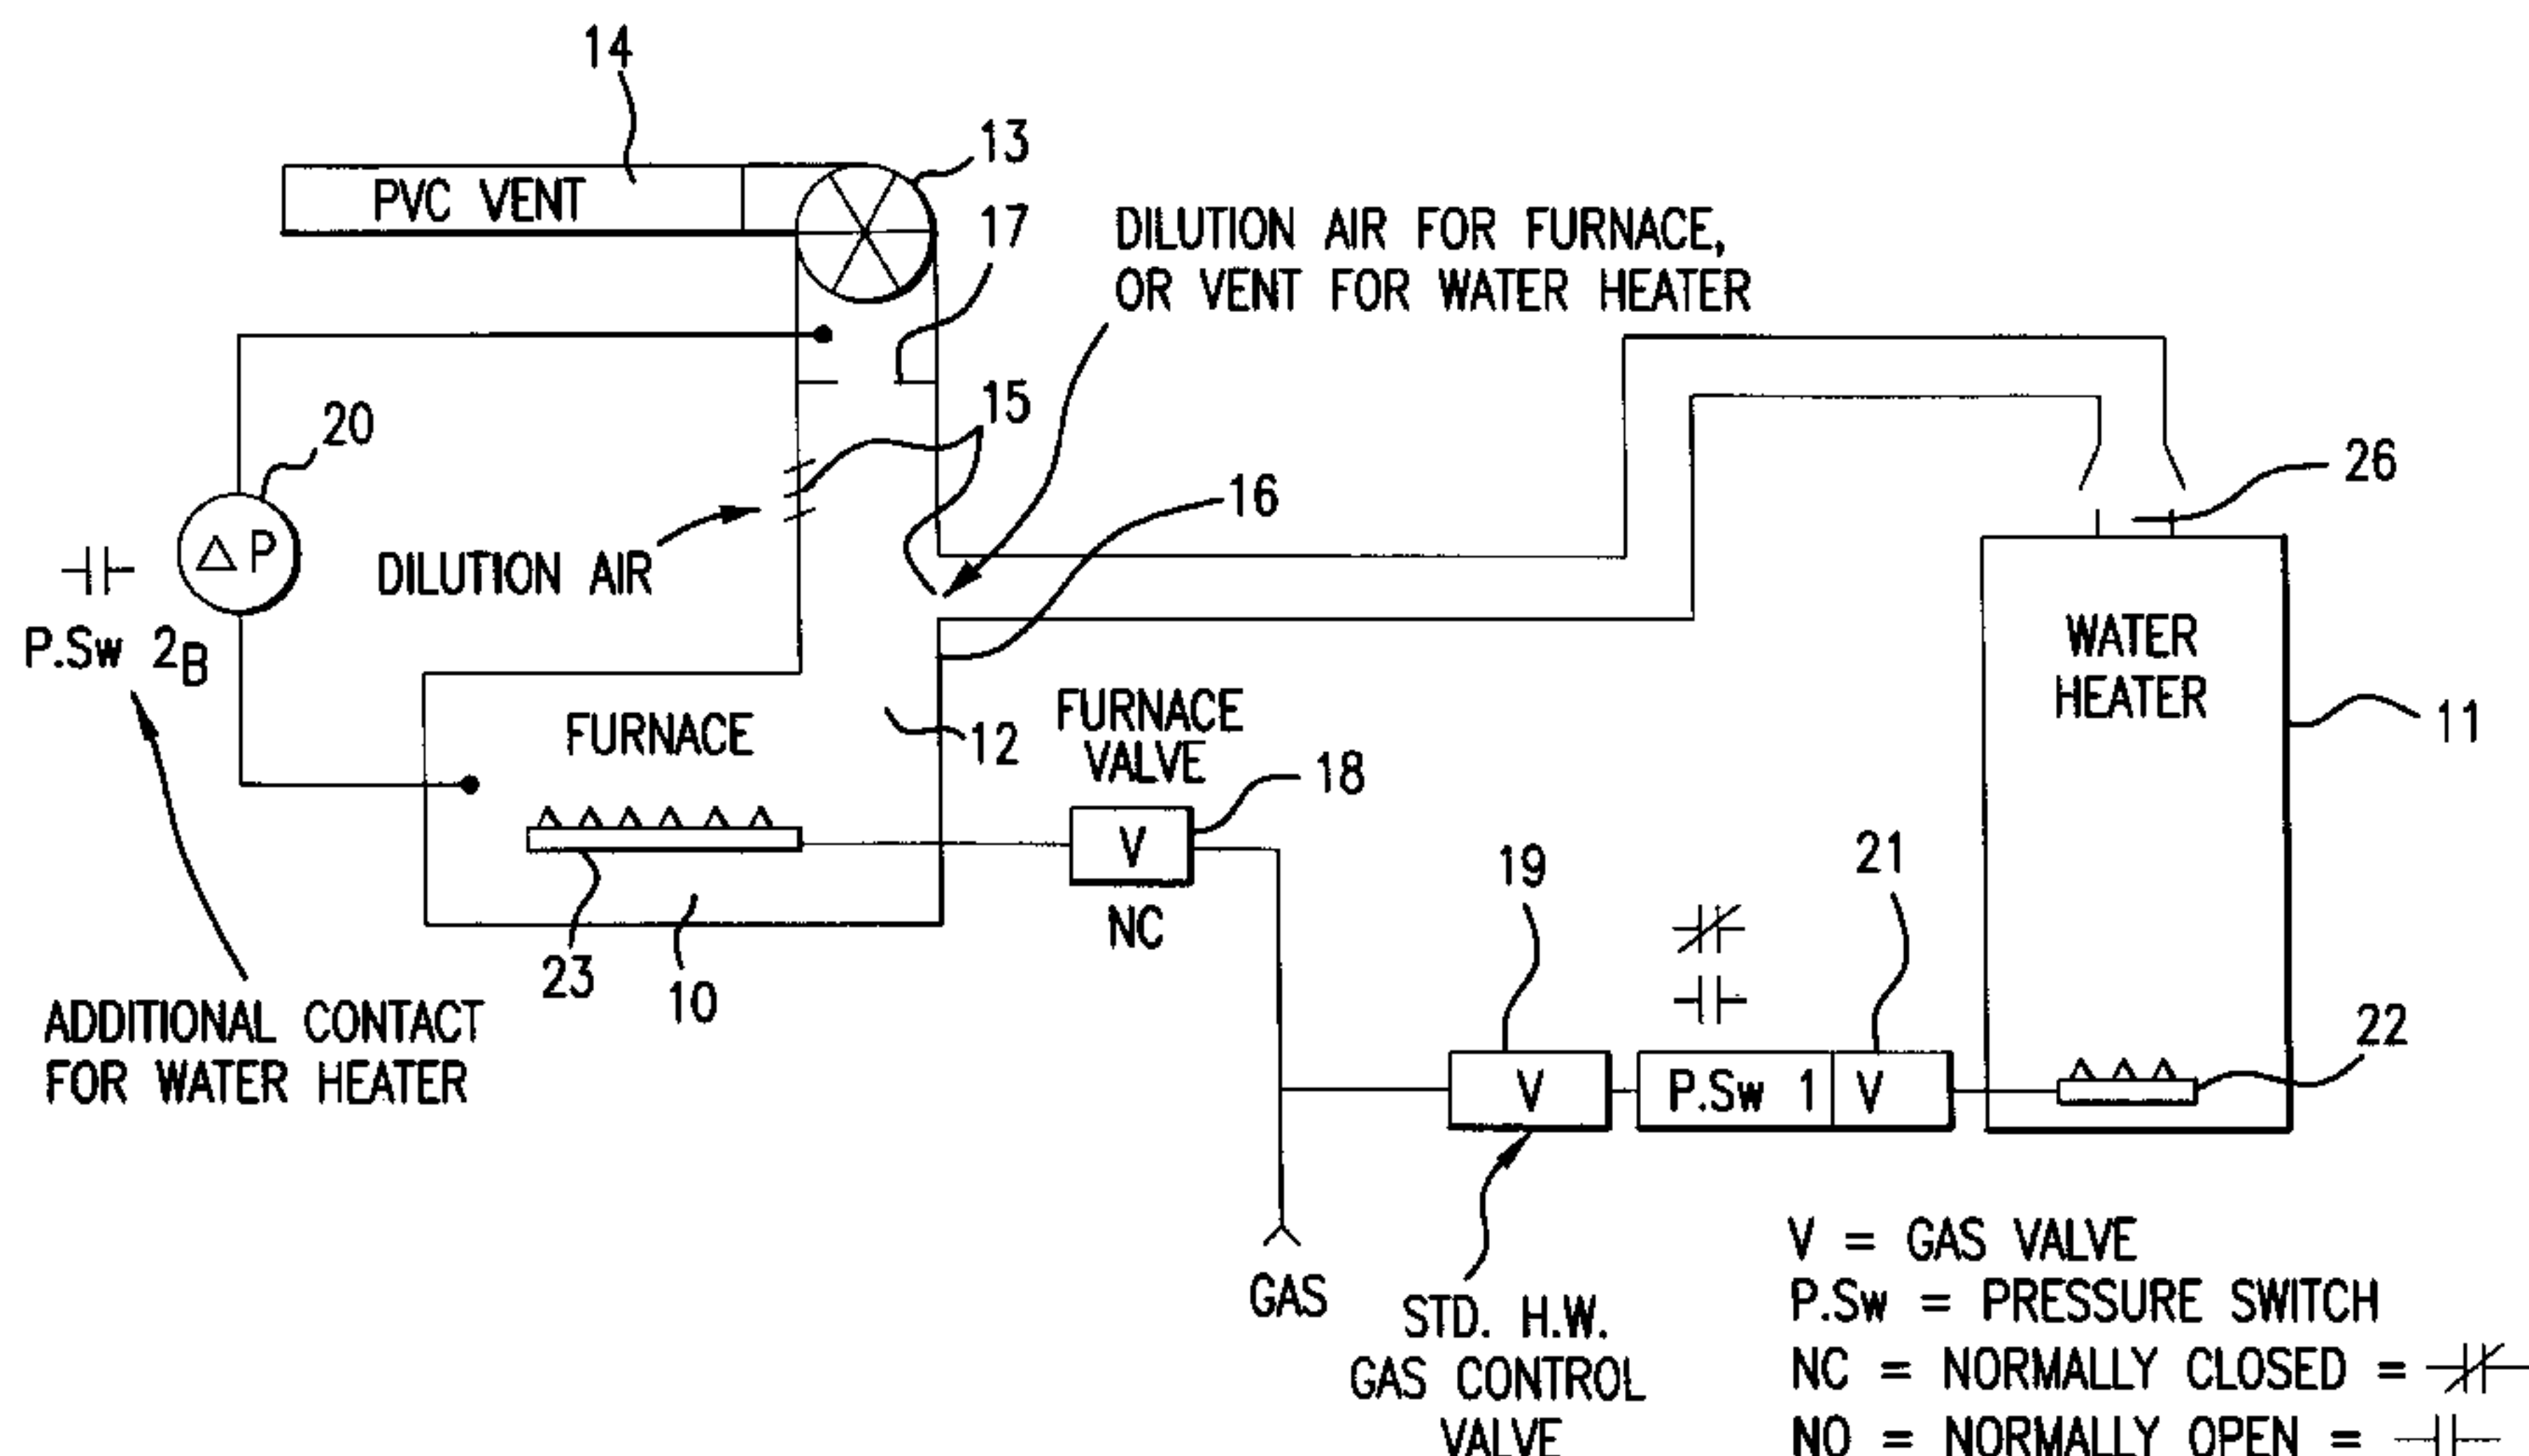 14
13
PVC VENT
17
DILUTION AIR FOR FURNACE,
OR VENT FOR WATER HEATER
15
20
26
16
△ P
DILUTION AIR
P.Sw 2B
WATER
HEATER
FURNACE
12
FURNACE
VALVE
11
18
V
19
21
NC
23
10
ADDITIONAL CONTACT
FOR WATER HEATER
22
V
P.Sw 1
V
GAS
STD. H.W.
GAS CONTROL
VALVE
V = GAS VALVE
P.Sw = PRESSURE SWITCH
NC = NORMALLY CLOSED =
NO = NORMALLY OPEN =